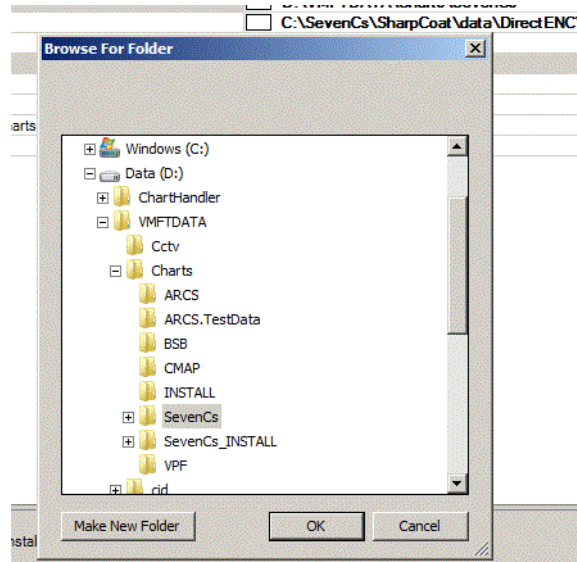 C:\SevenCs\SharpCoat\data\DirectENC
Browse For Folder
arts
Windows (C:)
Data (D:)
ChartHandler
VMFTDATA
Cctv
Charts
ARCS
ARCS.TestData
BSB
CMAP
INSTALL
SevenCs
SevenCs_INSTALL
VPF
cid
Make New Folder
OK
Cancel
nstal